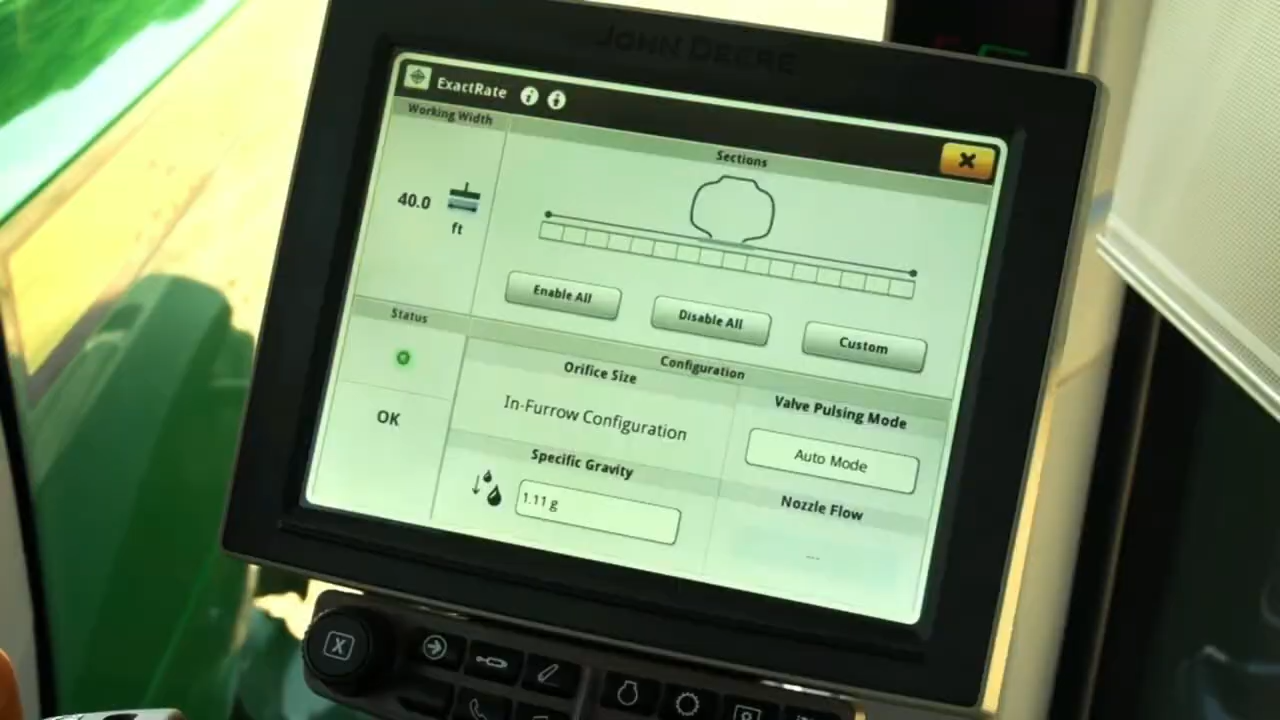 JOHN DEERE
ExactRate
Working Width
40.0
ft
Sections
Enable All
Disable All
Custom
Status
OK
Configuration
Orifice Size
In-Furrow Configuration
Specific Gravity
1.11 g
Valve Pulsing Mode
Auto Mode
Nozzle Flow
---